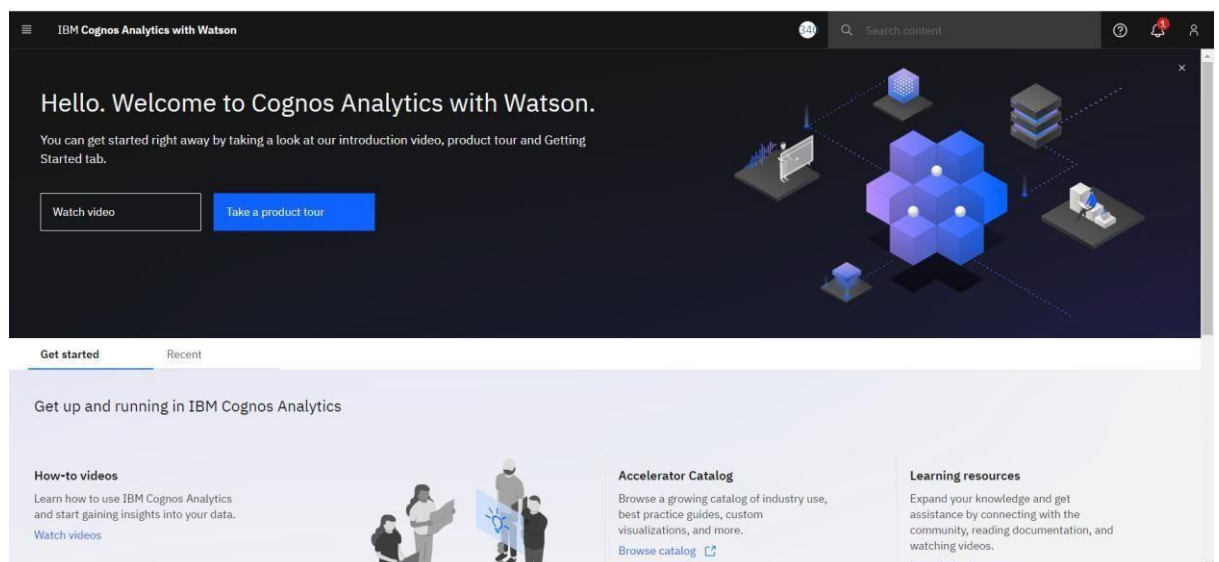 IBM Cognos Analytics with Watson
340
Search content
1
Hello. Welcome to Cognos Analytics with Watson.
You can get started right away by taking a look at our introduction video, product tour and Getting
Started tab.
Watch video
Take a product tour
Get started
Recent
Get up and running in IBM Cognos Analytics
How-to videos
Learn how to use IBM Cognos Analytics
and start gaining insights into your data.
Watch videos
Accelerator Catalog
Browse a growing catalog of industry use,
best practice guides, custom
visualizations, and more.
Browse catalog
Learning resources
Expand your knowledge and get
assistance by connecting with the
community, reading documentation, and
watching videos.